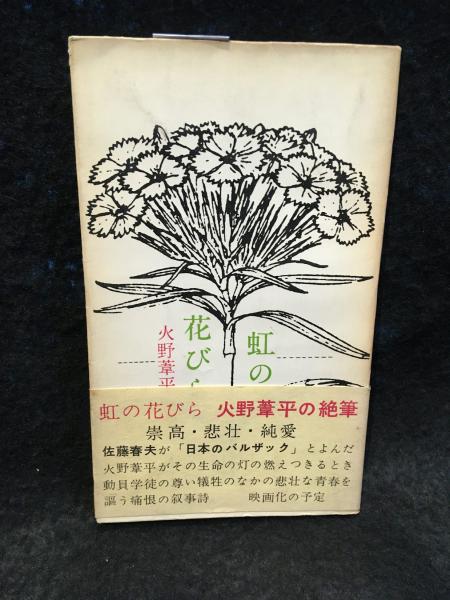 虹の
花びら
火野葦平
虹の花びら 火野葦平の絶筆
崇高・悲壮・純愛
佐藤春夫が「日本のバルザック」とよんだ
火野葦平がその生命の灯の燃えつきるとき
動員学徒の尊い犠牲のなかの悲壮な青春を
謳う痛恨の叙事詩 映画化の予定